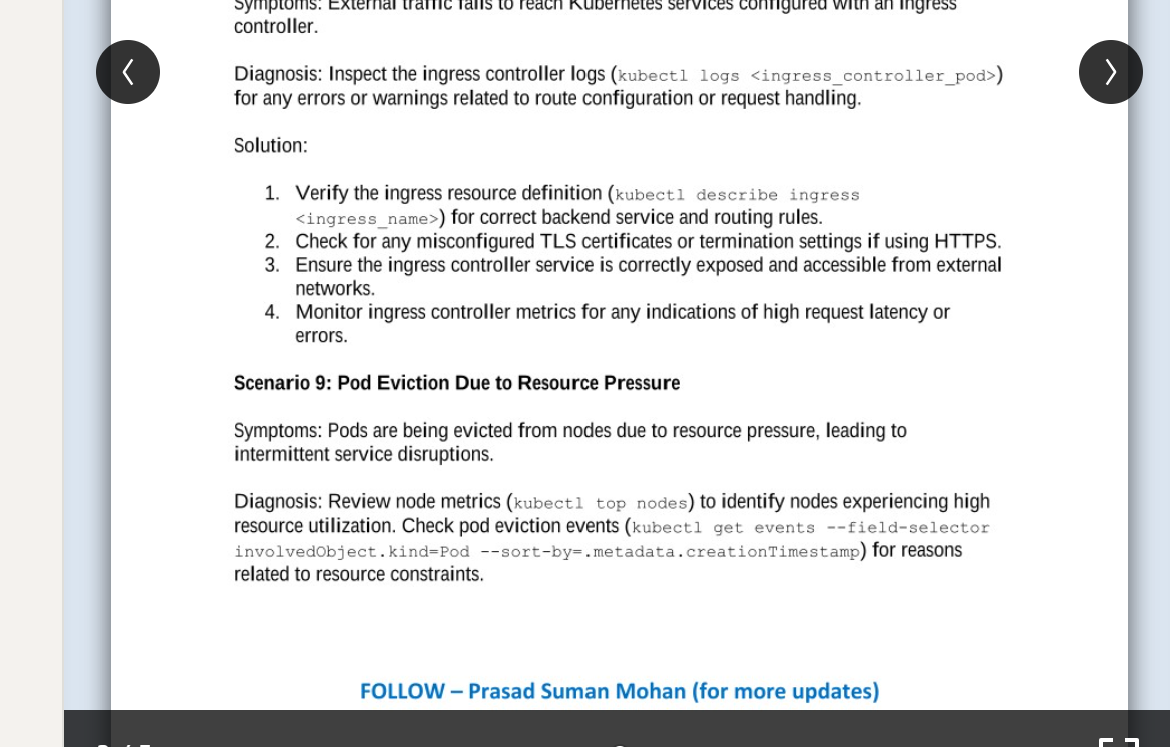 Symptoms: External traffic fails to reach Kubernetes services configured with an ingress
controller.
Diagnosis: Inspect the ingress controller logs (kubectl logs <ingress_controller_pod>)
for any errors or warnings related to route configuration or request handling.
Solution:
1. Verify the ingress resource definition (kubectl describe ingress
<ingress_name>) for correct backend service and routing rules.
2. Check for any misconfigured TLS certificates or termination settings if using HTTPS.
3. Ensure the ingress controller service is correctly exposed and accessible from external
networks.
4. Monitor ingress controller metrics for any indications of high request latency or
errors.
Scenario 9: Pod Eviction Due to Resource Pressure
Symptoms: Pods are being evicted from nodes due to resource pressure, leading to
intermittent service disruptions.
Diagnosis: Review node metrics (kubectl top nodes) to identify nodes experiencing high
resource utilization. Check pod eviction events (kubectl get events --field-selector
involvedObject.kind=Pod --sort-by=.metadata.creationTimestamp) for reasons
related to resource constraints.
FOLLOW – Prasad Suman Mohan (for more updates)